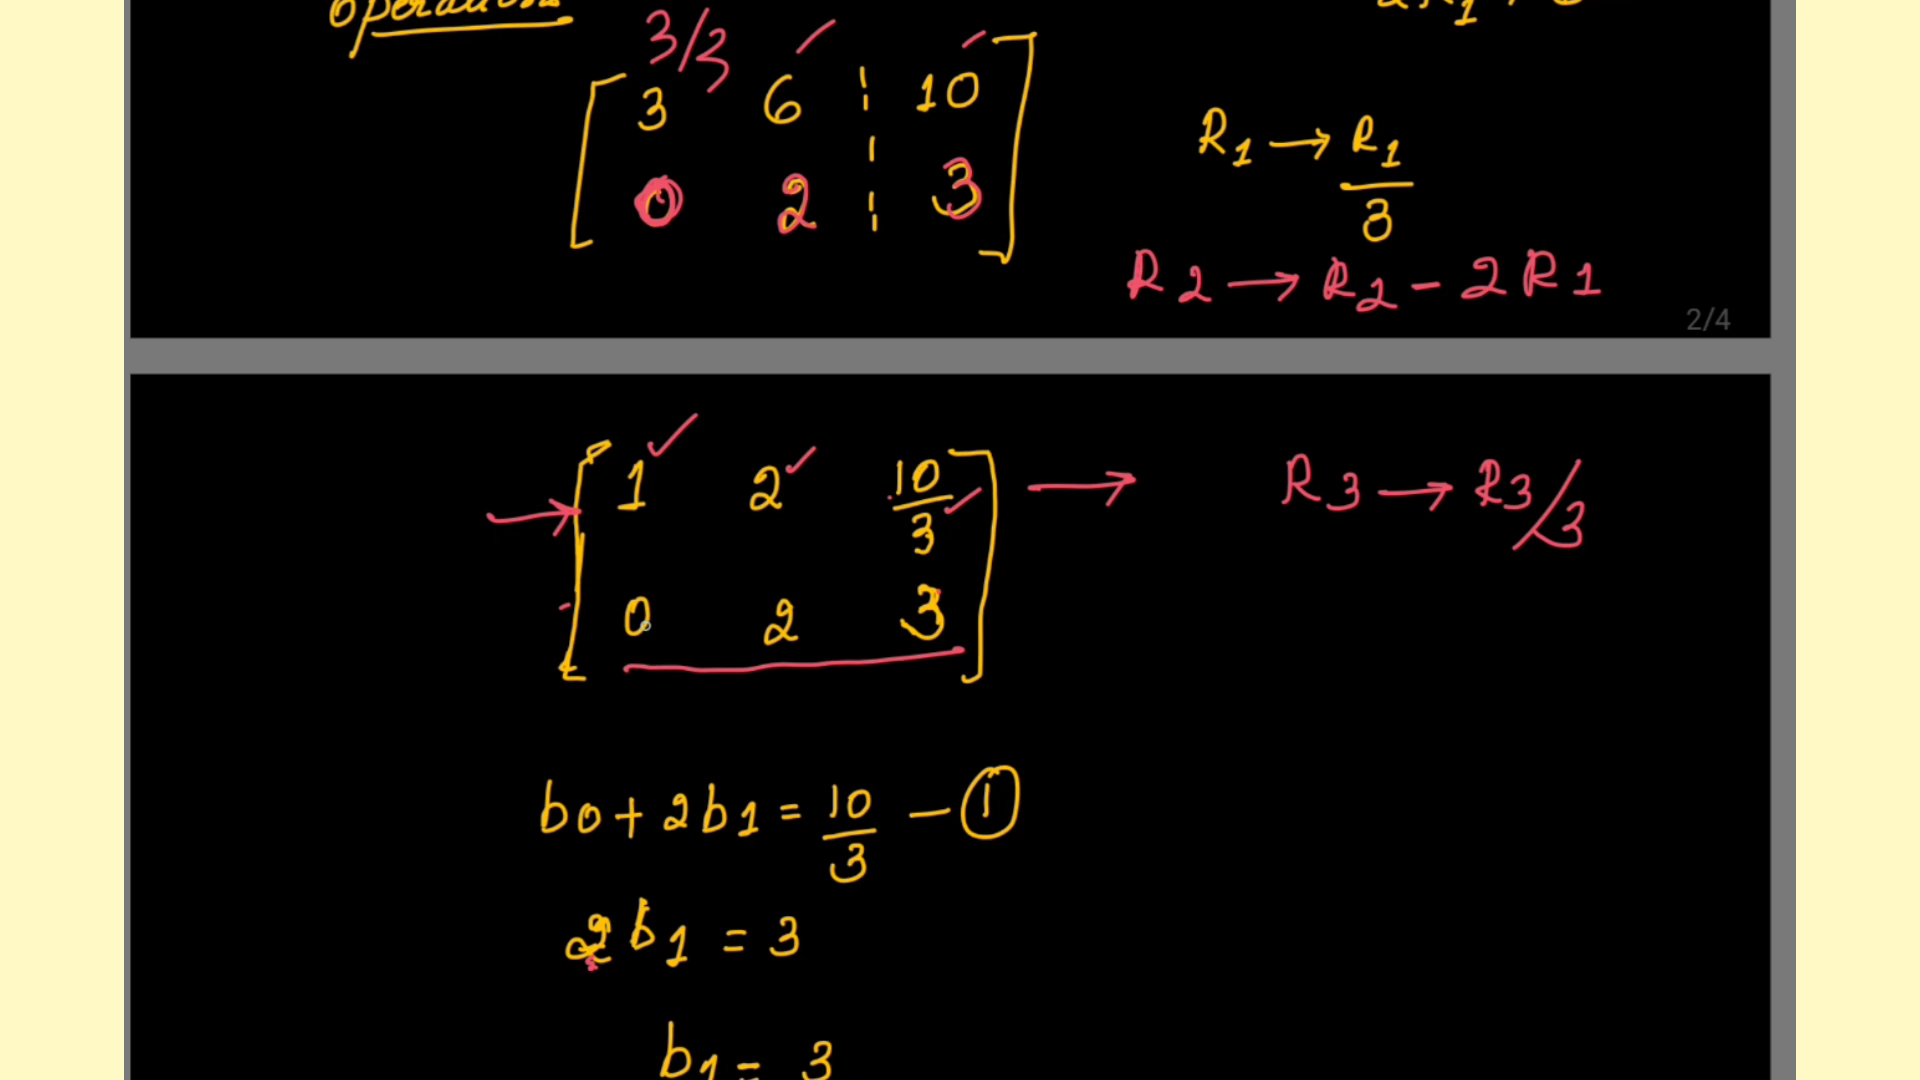 3/3
3 6 10
0 2 3
R1 → R1/3
R2 → R2 - 2R1
2/4
1 2 10/3 → R3 → R3/3
0 2 3
b0 + 2b1 = 10/3 - ①
2b1 = 3
b1 = 3